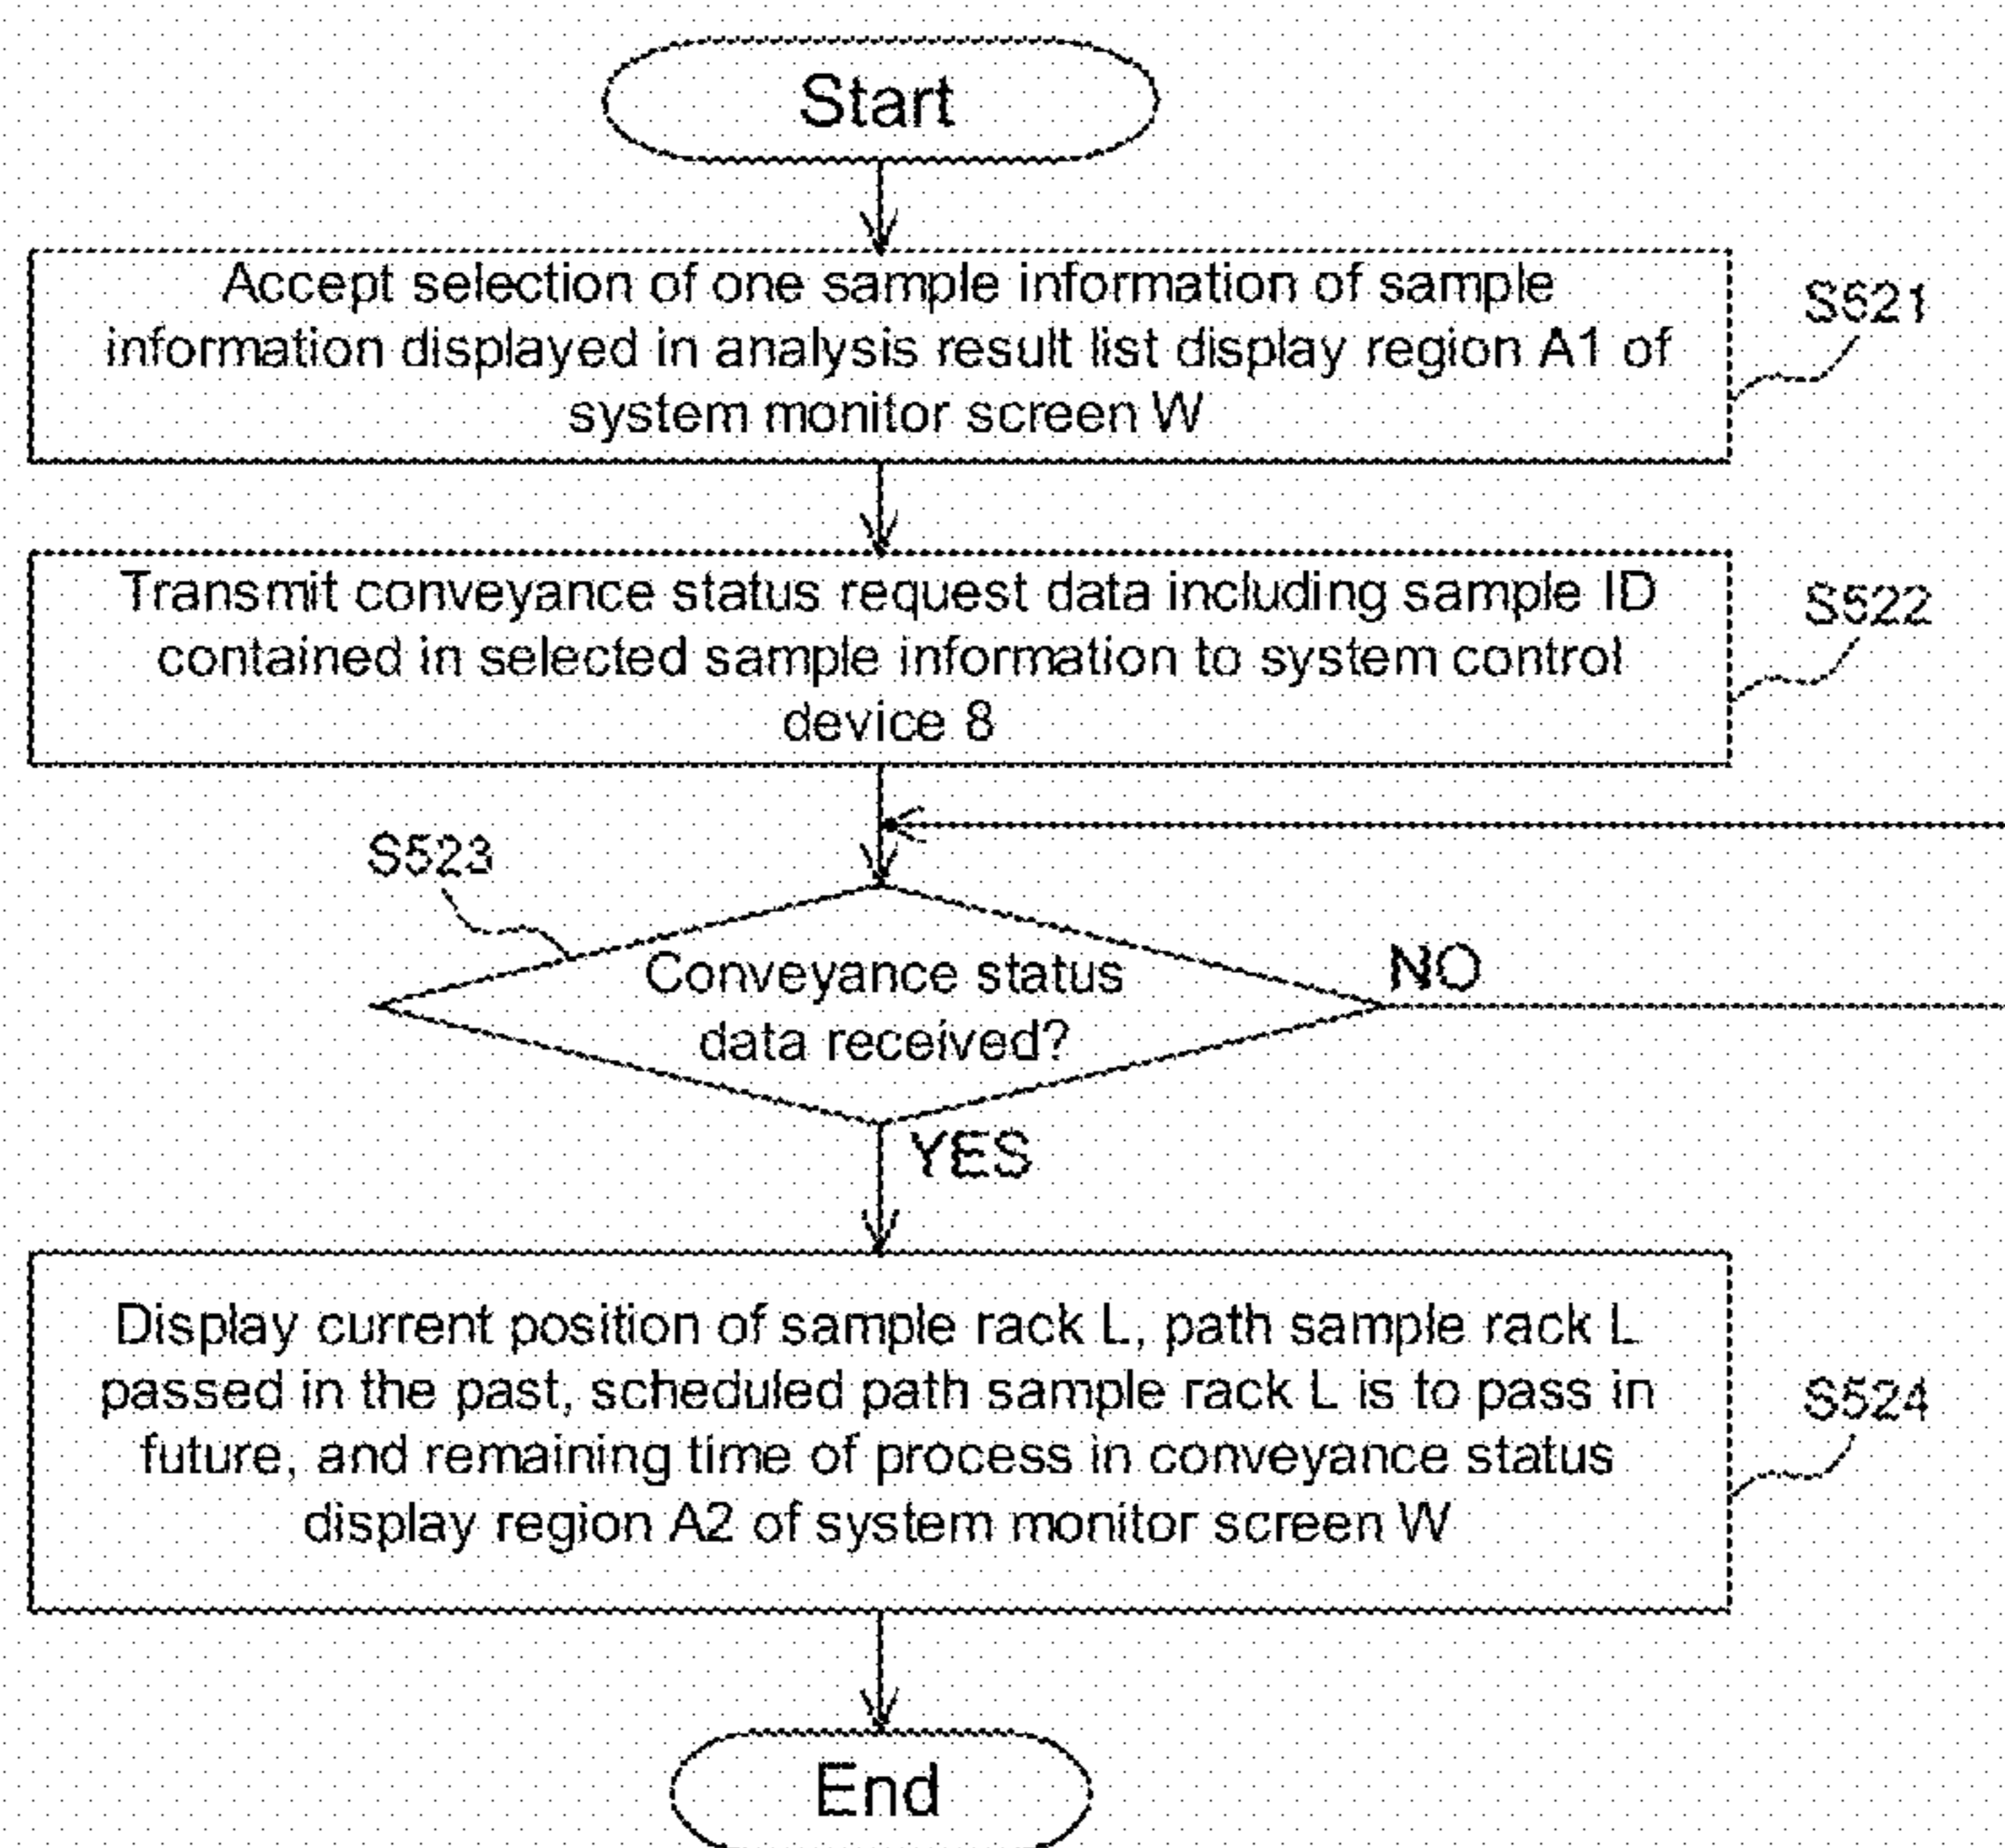 Start
Accept selection of one sample information of sample
information displayed in analysis result list display region A1 of
system monitor screen W
S521
Transmit conveyance status request data including sample ID
contained in selected sample information to system control
device 8
S522
S523
Conveyance status
data received?
NO
YES
Display current position of sample rack L, path sample rack L
passed in the past, scheduled path sample rack L is to pass in
future, and remaining time of process in conveyance status
display region A2 of system monitor screen W
S524
End